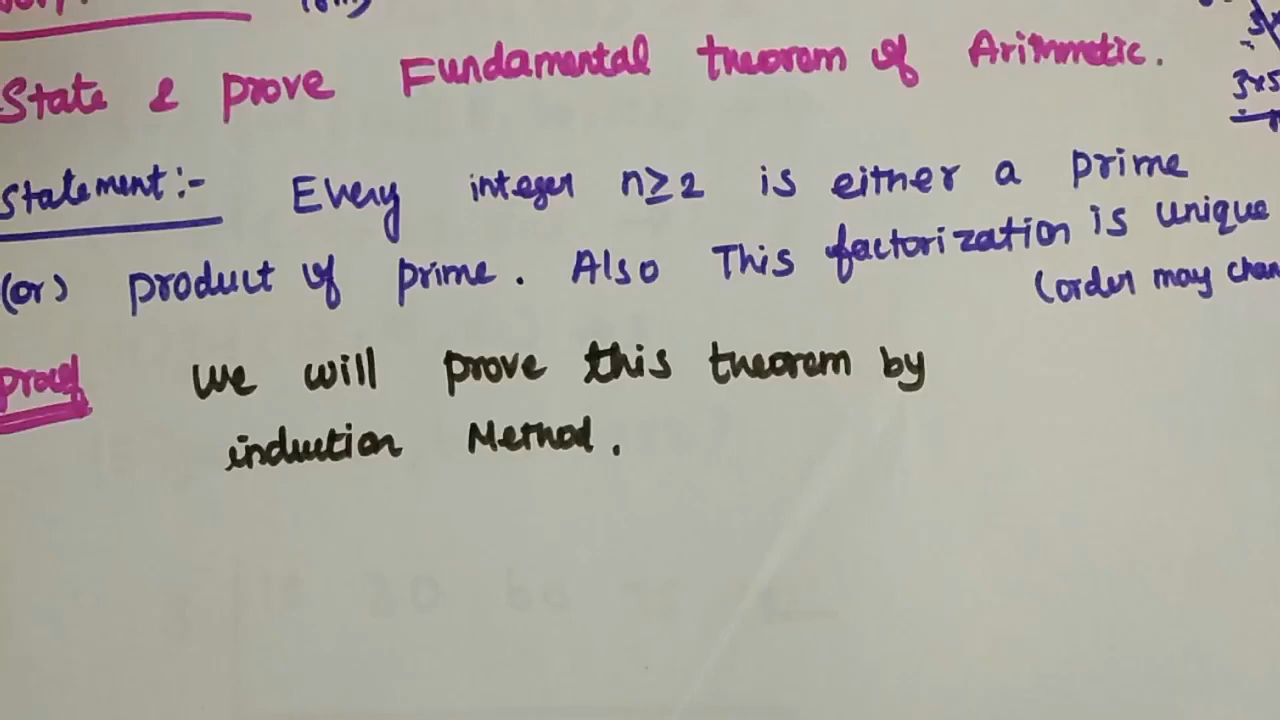 State & prove Fundamental theorem of Arithmetic.
Statement:- Every integer n≥2 is either a prime
(or) product of prime. Also This factorization is unique
(order may chan
Proof We will prove this theorem by
induction Method.